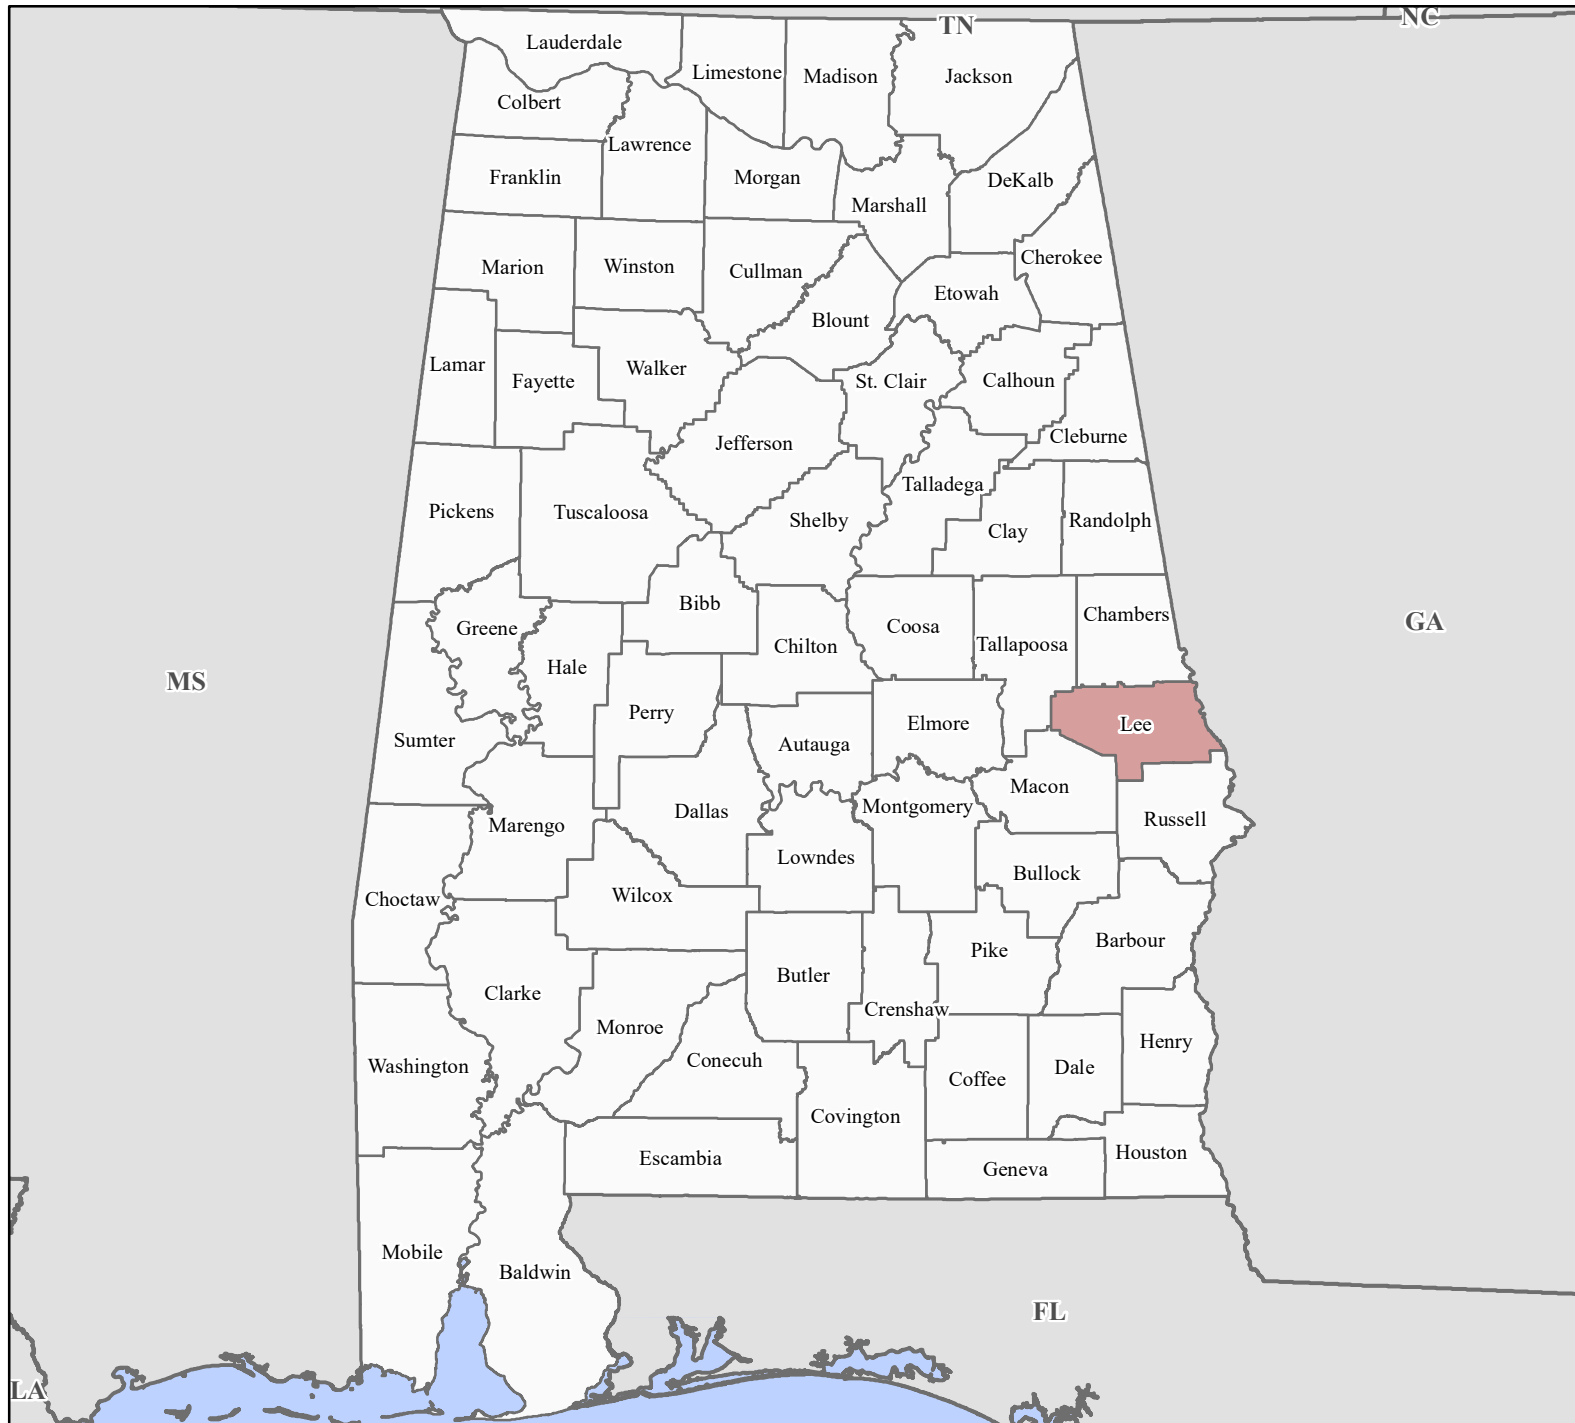 NC
TN
Lauderdale
Limestone
Madison
Jackson
Colbert
Lawrence
Franklin
Morgan
DeKalb
Marshall
Marion
Winston
Cullman
Cherokee
Etowah
Blount
Lamar
Fayette
Walker
St. Clair
Calhoun
Jefferson
Cleburne
Talladega
Pickens
Tuscaloosa
Shelby
Clay
Randolph
Bibb
Greene
Coosa
Chambers
GA
Hale
Chilton
Tallapoosa
MS
Perry
Elmore
Lee
Sumter
Autauga
Macon
Montgomery
Dallas
Marengo
Russell
Lowndes
Bullock
Choctaw
Wilcox
Barbour
Pike
Butler
Clarke
Crenshaw
Monroe
Henry
Conecuh
Washington
Coffee
Dale
Covington
Escambia
Geneva
Houston
Mobile
Baldwin
FL
LA